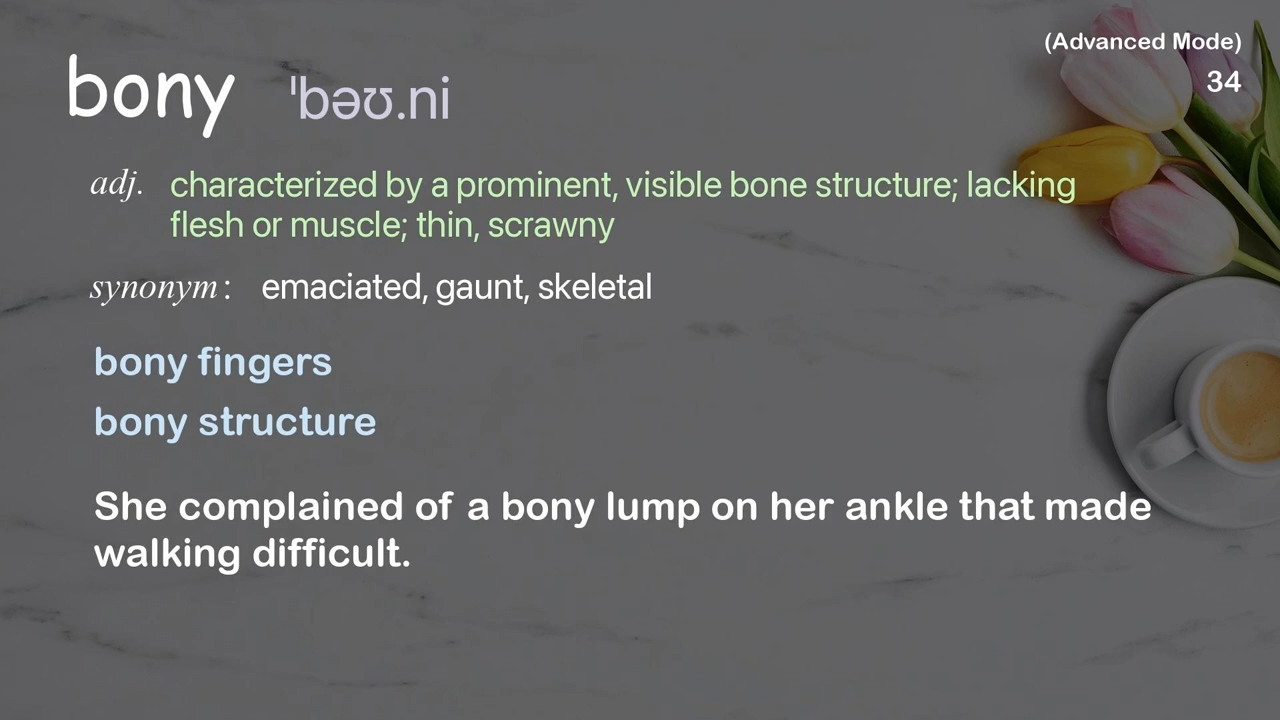 (Advanced Mode)
34
bony ˈbəʊ.ni
adj. characterized by a prominent, visible bone structure; lacking
flesh or muscle; thin, scrawny
synonym: emaciated, gaunt, skeletal
bony fingers
bony structure
She complained of a bony lump on her ankle that made
walking difficult.